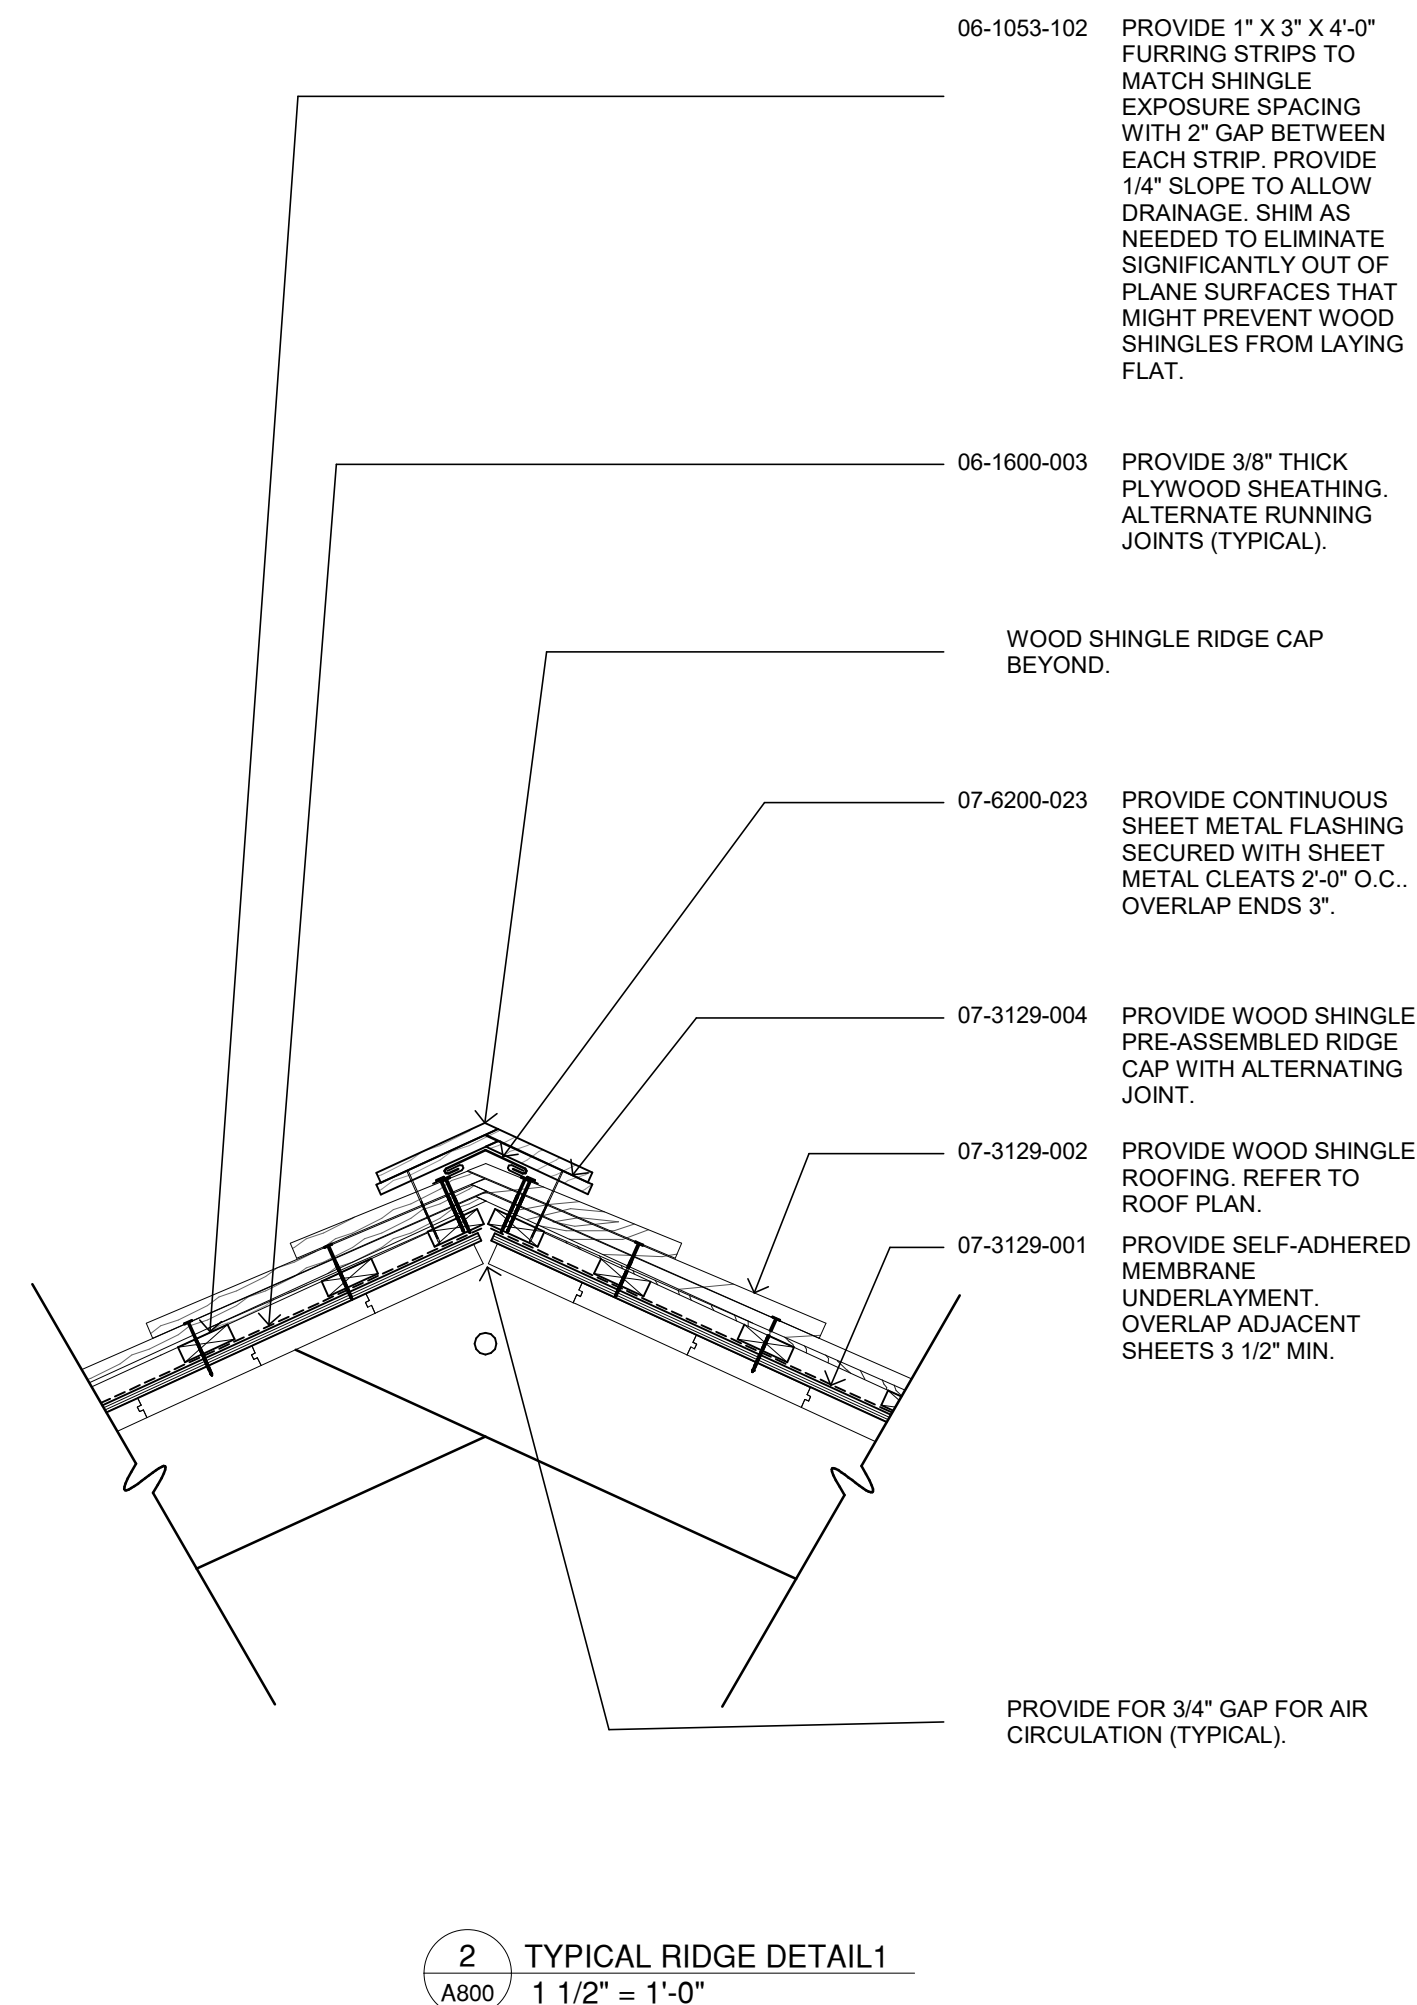 06-1053-102 PROVIDE 1" X 3" X 4'-0"
FURRING STRIPS TO
MATCH SHINGLE
EXPOSURE SPACING
WITH 2" GAP BETWEEN
EACH STRIP. PROVIDE
1/4" SLOPE TO ALLOW
DRAINAGE. SHIM AS
NEEDED TO ELIMINATE
SIGNIFICANTLY OUT OF
PLANE SURFACES THAT
MIGHT PREVENT WOOD
SHINGLES FROM LAYING
FLAT.
06-1600-003 PROVIDE 3/8" THICK
PLYWOOD SHEATHING.
ALTERNATE RUNNING
JOINTS (TYPICAL).
WOOD SHINGLE RIDGE CAP
BEYOND.
07-6200-023 PROVIDE CONTINUOUS
SHEET METAL FLASHING
SECURED WITH SHEET
METAL CLEATS 2'-0" O.C..
OVERLAP ENDS 3".
07-3129-004 PROVIDE WOOD SHINGLE
PRE-ASSEMBLED RIDGE
CAP WITH ALTERNATING
JOINT.
07-3129-002 PROVIDE WOOD SHINGLE
ROOFING. REFER TO
ROOF PLAN.
07-3129-001 PROVIDE SELF-ADHERED
MEMBRANE
UNDERLAYMENT.
OVERLAP ADJACENT
SHEETS 3 1/2" MIN.
PROVIDE FOR 3/4" GAP FOR AIR
CIRCULATION (TYPICAL).
2 TYPICAL RIDGE DETAIL1
A800 1 1/2" = 1'-0"